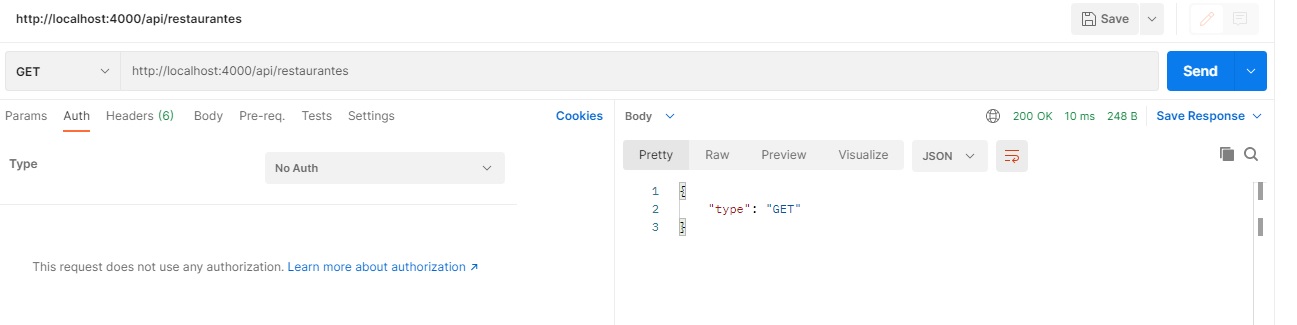 http://localhost:4000/api/restaurantes
Save
GET http://localhost:4000/api/restaurantes Send
Params Auth Headers (6) Body Pre-req. Tests Settings Cookies
Type No Auth
This request does not use any authorization. Learn more about authorization ↗
Body 200 OK 10 ms 248 B Save Response
Pretty Raw Preview Visualize JSON
1 {
2 "type": "GET"
3 }